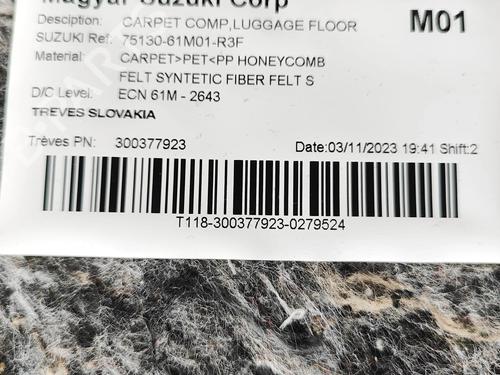 Magyar Suzuki Corp
M01
Desciption: CARPET COMP,LUGGAGE FLOOR
SUZUKI Ref: 75130-61M01-R3F
Material: CARPET>PET<PP HONEYCOMB
FELT SYNTETIC FIBER FELT S
D/C Level: ECN 61M - 2643
TREVES SLOVAKIA
Trèves PN: 300377923
Date:03/11/2023 19:41 Shift:2
T118-300377923-0279524